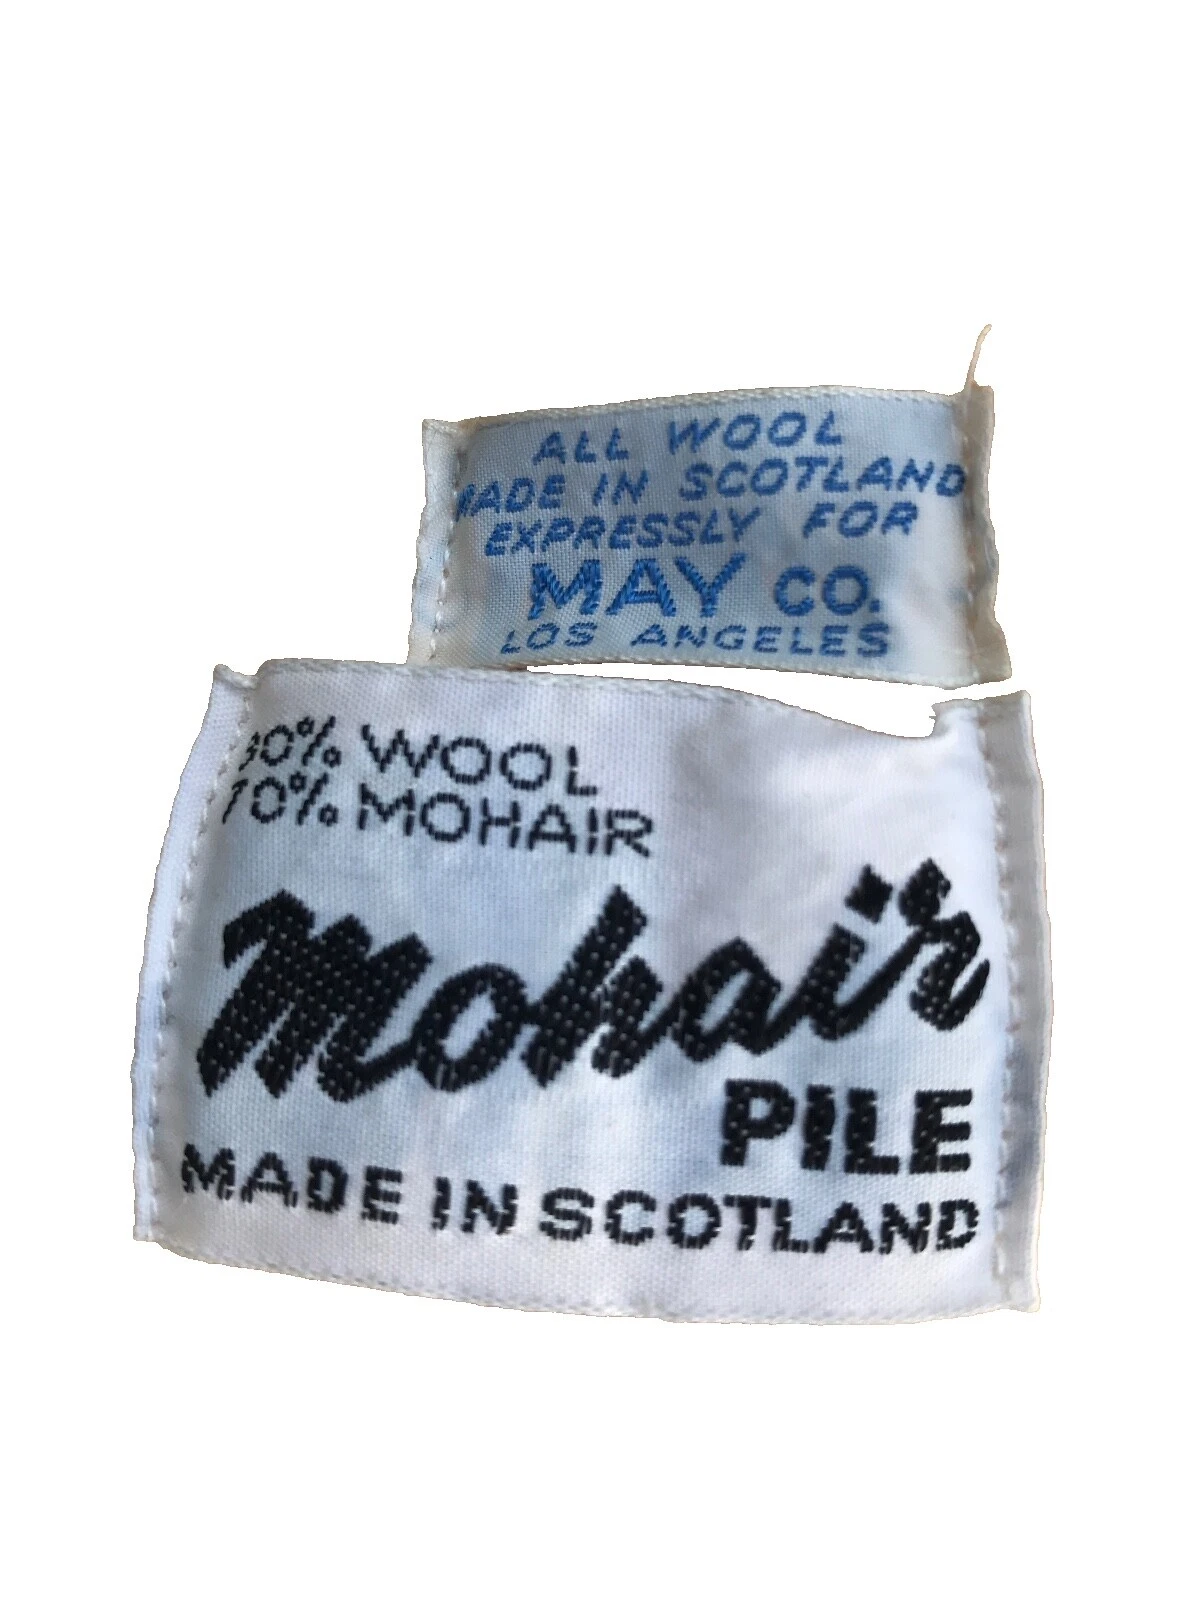 ALL WOOL
MADE IN SCOTLAND
EXPRESSLY FOR
MAY CO.
LOS ANGELES
30% WOOL
70% MOHAIR
Mohair
PILE
MADE IN SCOTLAND